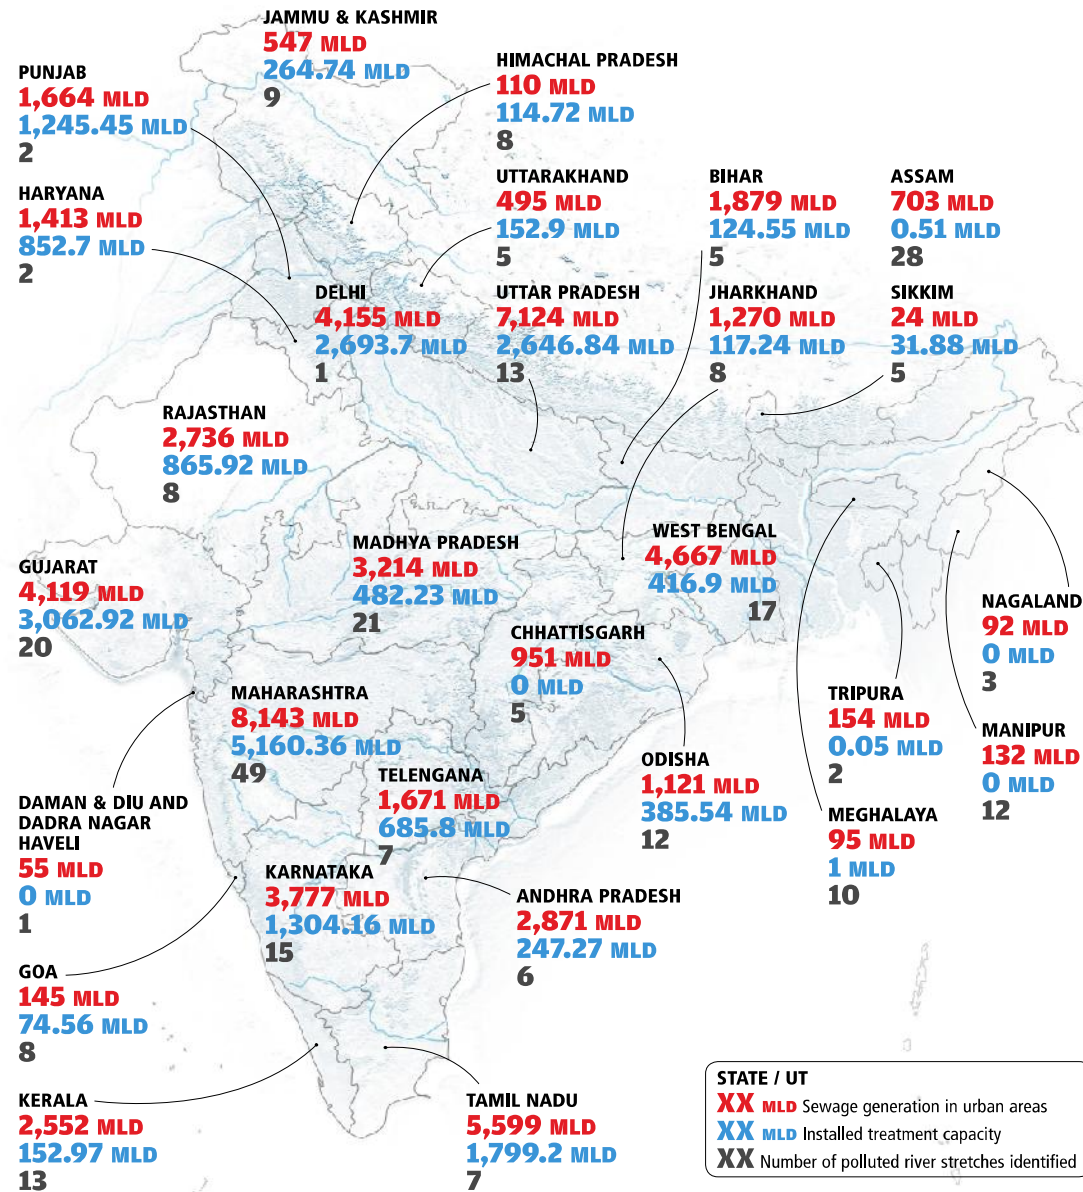 JAMMU & KASHMIR
547 MLD
264.74 MLD
9
HIMACHAL PRADESH
110 MLD
114.72 MLD
8
PUNJAB
1,664 MLD
1,245.45 MLD
2
HARYANA
1,413 MLD
852.7 MLD
2
UTTARAKHAND
495 MLD
152.9 MLD
5
BIHAR
1,879 MLD
124.55 MLD
5
ASSAM
703 MLD
0.51 MLD
28
DELHI
4,155 MLD
2,693.7 MLD
1
UTTAR PRADESH
7,124 MLD
2,646.84 MLD
13
JHARKHAND
1,270 MLD
117.24 MLD
8
SIKKIM
24 MLD
31.88 MLD
5
RAJASTHAN
2,736 MLD
865.92 MLD
8
GUJARAT
4,119 MLD
3,062.92 MLD
20
MADHYA PRADESH
3,214 MLD
482.23 MLD
21
WEST BENGAL
4,667 MLD
416.9 MLD
17
CHHATTISGARH
951 MLD
0 MLD
5
NAGALAND
92 MLD
0 MLD
3
MAHARASHTRA
8,143 MLD
5,160.36 MLD
49
TRIPURA
154 MLD
0.05 MLD
2
MANIPUR
132 MLD
0 MLD
12
TELENGANA
1,671 MLD
685.8 MLD
7
ODISHA
1,121 MLD
385.54 MLD
12
DAMAN & DIU AND
DADRA NAGAR
HAVELI
55 MLD
0 MLD
1
MEGHALAYA
95 MLD
1 MLD
10
KARNATAKA
3,777 MLD
1,304.16 MLD
15
ANDHRA PRADESH
2,871 MLD
247.27 MLD
6
GOA
145 MLD
74.56 MLD
8
KERALA
2,552 MLD
152.97 MLD
13
TAMIL NADU
5,599 MLD
1,799.2 MLD
7
STATE / UT
XX MLD Sewage generation in urban areas
XX MLD Installed treatment capacity
XX Number of polluted river stretches identified